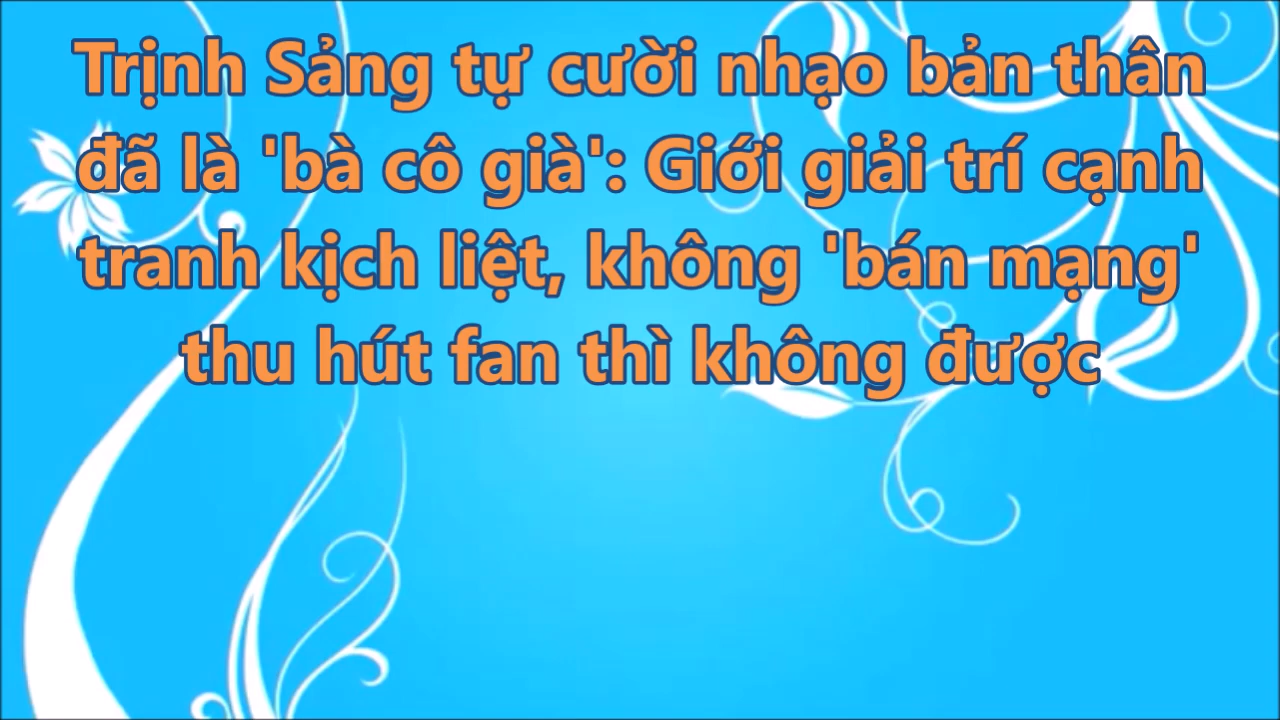 Trịnh Sảng tự cười nhạo bản thân
đã là 'bà cô già': Giới giải trí cạnh
tranh kịch liệt, không 'bán mạng'
thu hút fan thì không được